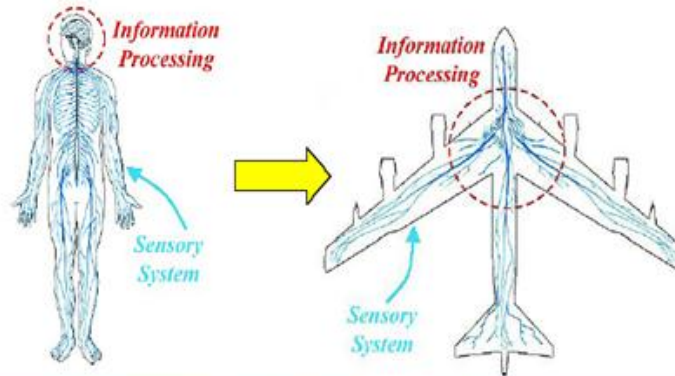 Information
Processing
Sensory
System
Information
Processing
Sensory
System